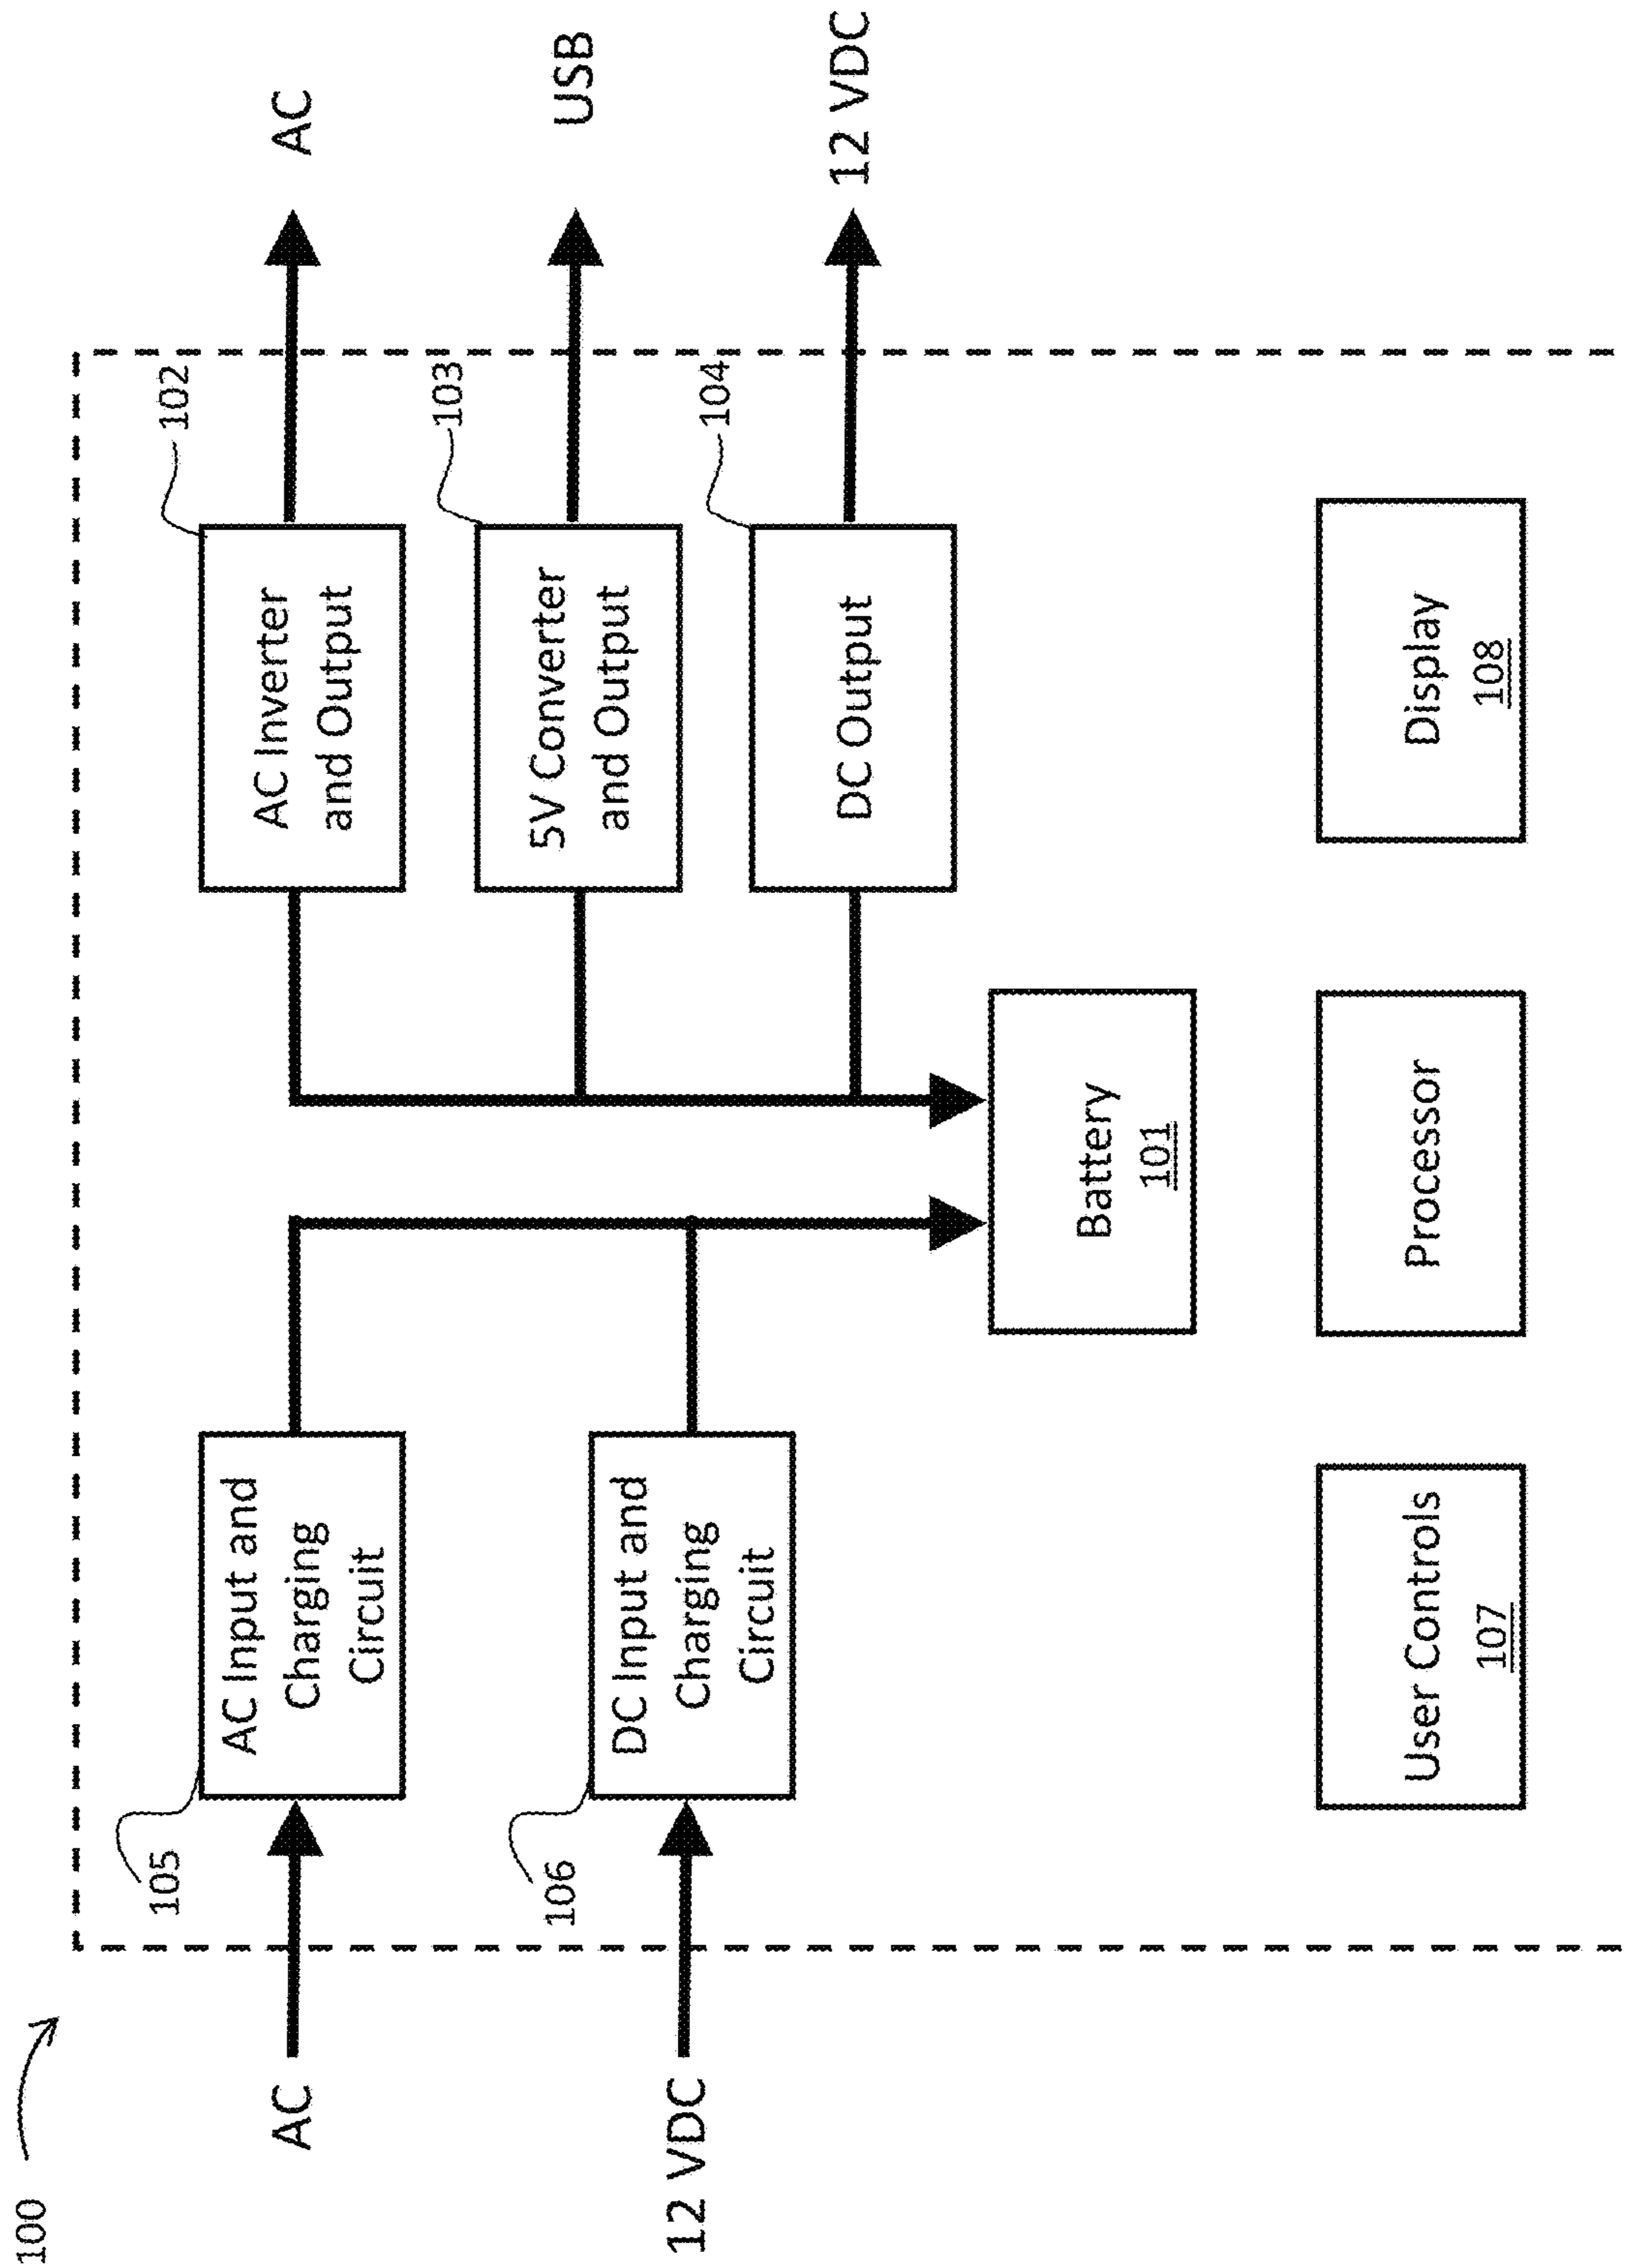 100
105
102
AC
AC Input and
Charging
Circuit
AC Inverter
and Output
AC
103
5V Converter
and Output
USB
106
12 VDC
DC Input and
Charging
Circuit
104
DC Output
12 VDC
Battery
101
User Controls
107
Processor
Display
108